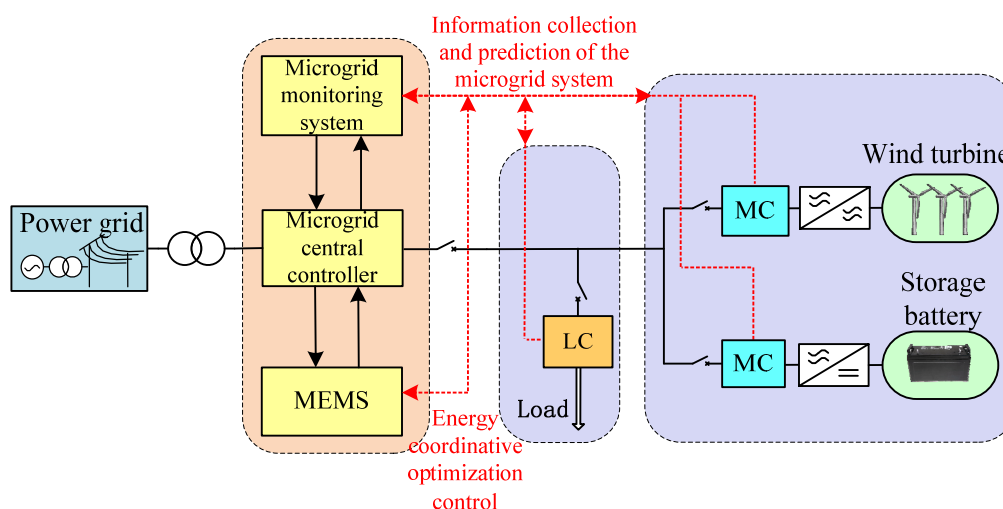 Information collection
and prediction of the
microgrid system
Microgrid
monitoring
system
Power grid
Microgrid
central
controller
MEMS
Energy
coordinative
optimization
control
LC
Load
Wind turbine
MC
Storage
battery
MC